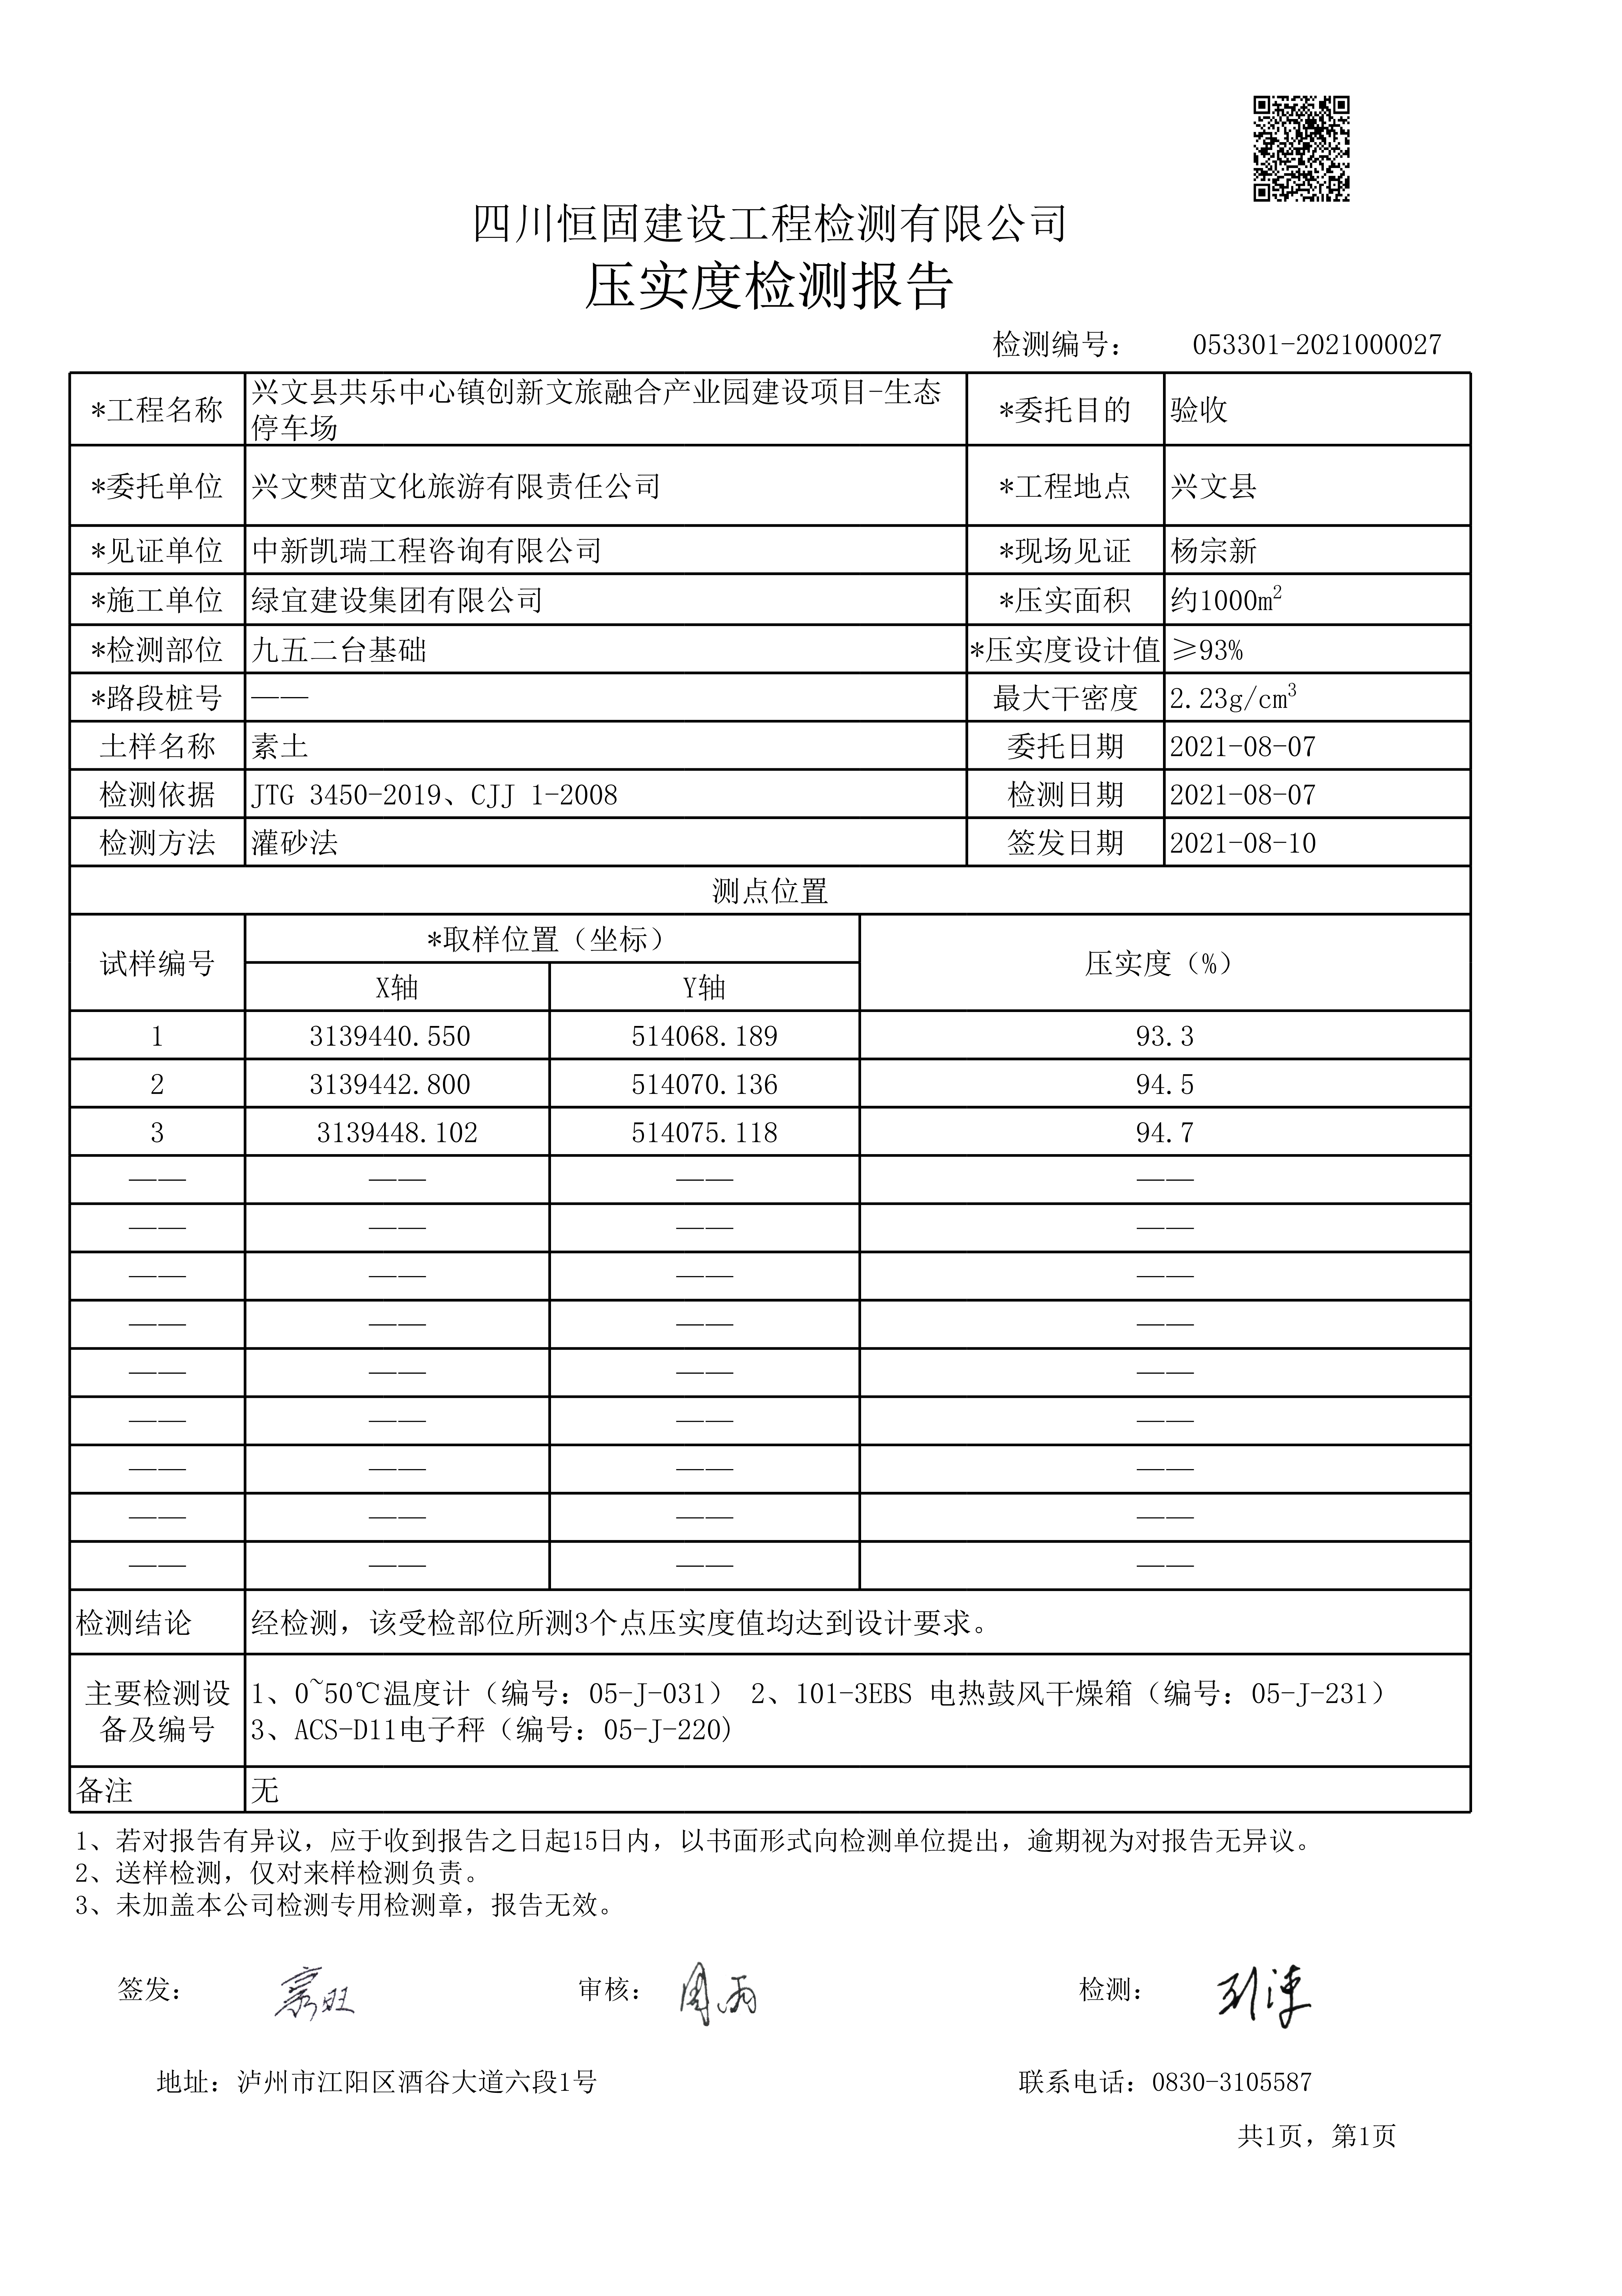 四川恒固建设工程检测有限公司
压实度检测报告
检测编号: 053301-2021000027
*工程名称 兴文县共乐中心镇创新文旅融合产业园建设项目-生态
停车场 *委托目的 验收
*委托单位 兴文僰苗文化旅游有限责任公司 *工程地点 兴文县
*见证单位 中新凯瑞工程咨询有限公司 *现场见证 杨宗新
*施工单位 绿宜建设集团有限公司 *压实面积 约1000m²
*检测部位 九五二台基础 *压实度设计值 ≥93%
*路段桩号 —— 最大干密度 2.23g/cm³
土样名称 素土 委托日期 2021-08-07
检测依据 JTG 3450-2019、CJJ 1-2008 检测日期 2021-08-07
检测方法 灌砂法 签发日期 2021-08-10
测点位置
试样编号 *取样位置（坐标） 压实度（%）
X轴 Y轴
1 3139440.550 514068.189 93.3
2 3139442.800 514070.136 94.5
3 3139448.102 514075.118 94.7
—— —— —— ——
—— —— —— ——
—— —— —— ——
—— —— —— ——
—— —— —— ——
—— —— —— ——
—— —— —— ——
—— —— —— ——
—— —— —— ——
检测结论 经检测，该受检部位所测3个点压实度值均达到设计要求。
主要检测设
备及编号 1、0~50℃温度计（编号：05-J-031） 2、101-3EBS 电热鼓风干燥箱（编号：05-J-231）
3、ACS-D11电子秤（编号：05-J-220)
备注 无
1、若对报告有异议，应于收到报告之日起15日内，以书面形式向检测单位提出，逾期视为对报告无异议。
2、送样检测，仅对来样检测负责。
3、未加盖本公司检测专用检测章，报告无效。
签发： 审核： 周雨 检测：
地址：泸州市江阳区酒谷大道六段1号 联系电话：0830-3105587
共1页，第1页